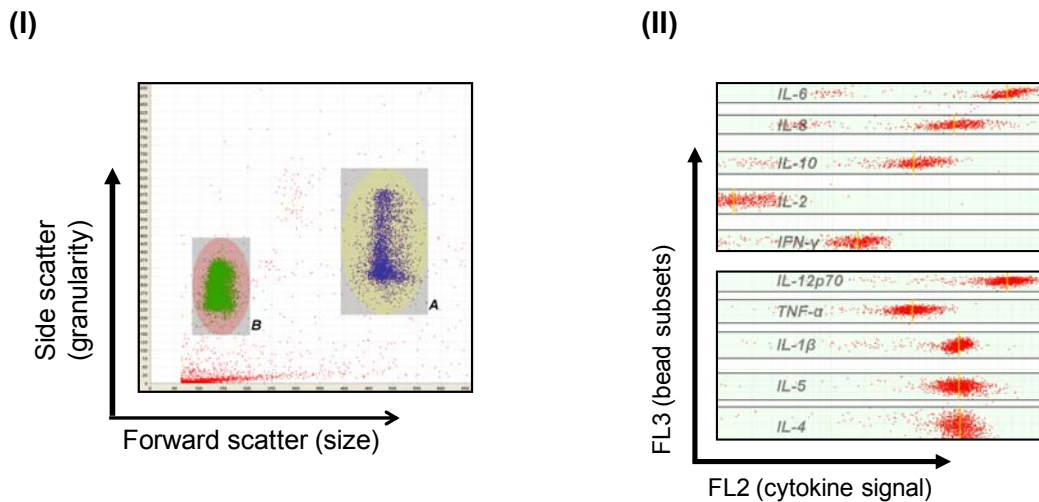 (I)
(II)
Side scatter
(granularity)
A
B
Forward scatter (size)
FL3 (bead subsets)
IL-6
IL-8
IL-10
IL-2
IFN-γ
IL-12p70
TNF-α
IL-1β
IL-5
IL-4
FL2 (cytokine signal)